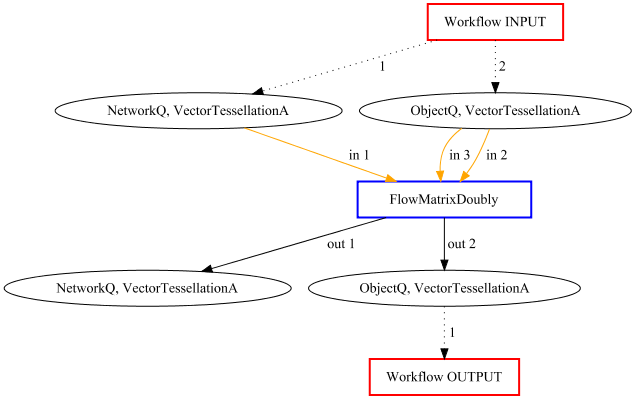 Workflow INPUT
1
2
NetworkQ, VectorTessellationA
ObjectQ, VectorTessellationA
in 1
in 3
in 2
FlowMatrixDoubly
out 1
out 2
NetworkQ, VectorTessellationA
ObjectQ, VectorTessellationA
1
Workflow OUTPUT